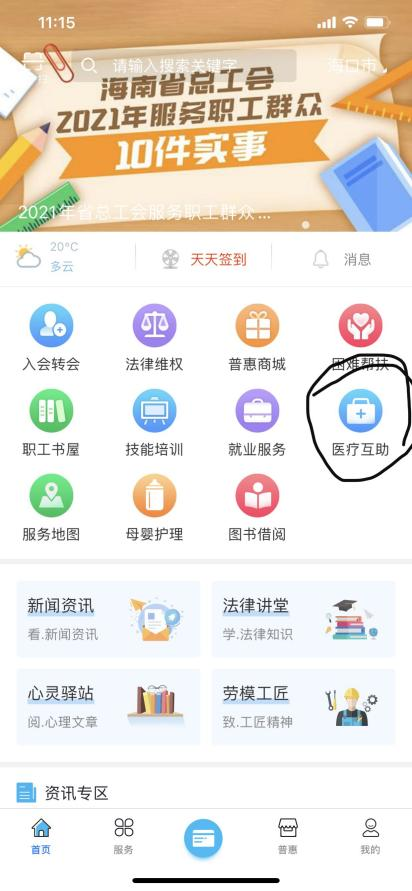 11:15
请输入搜索关键字
海口市
海南省总工会
2021年服务职工群众
10件实事
2021年省总工会服务职工群众...
20°C
多云
天天签到
消息
入会转会
法律维权
普惠商城
困难帮扶
职工书屋
技能培训
就业服务
医疗互助
服务地图
母婴护理
图书借阅
新闻资讯
看.新闻资讯
法律讲堂
学.法律知识
心灵驿站
阅.心理文章
劳模工匠
致.工匠精神
资讯专区
首页
服务
普惠
我的